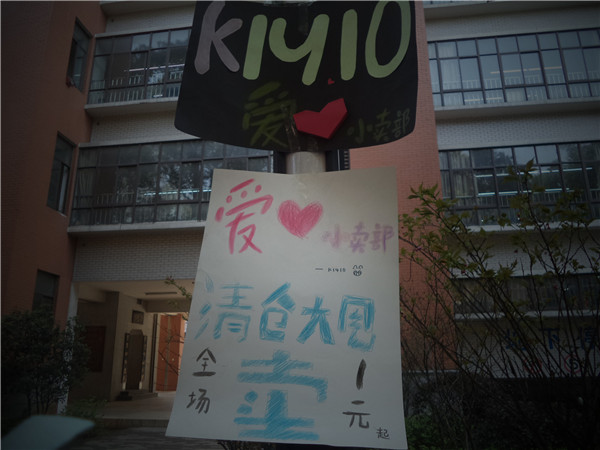 K1410
爱 小卖部
爱 小卖部
— K1410
清仓大甩
卖
全场
1元起